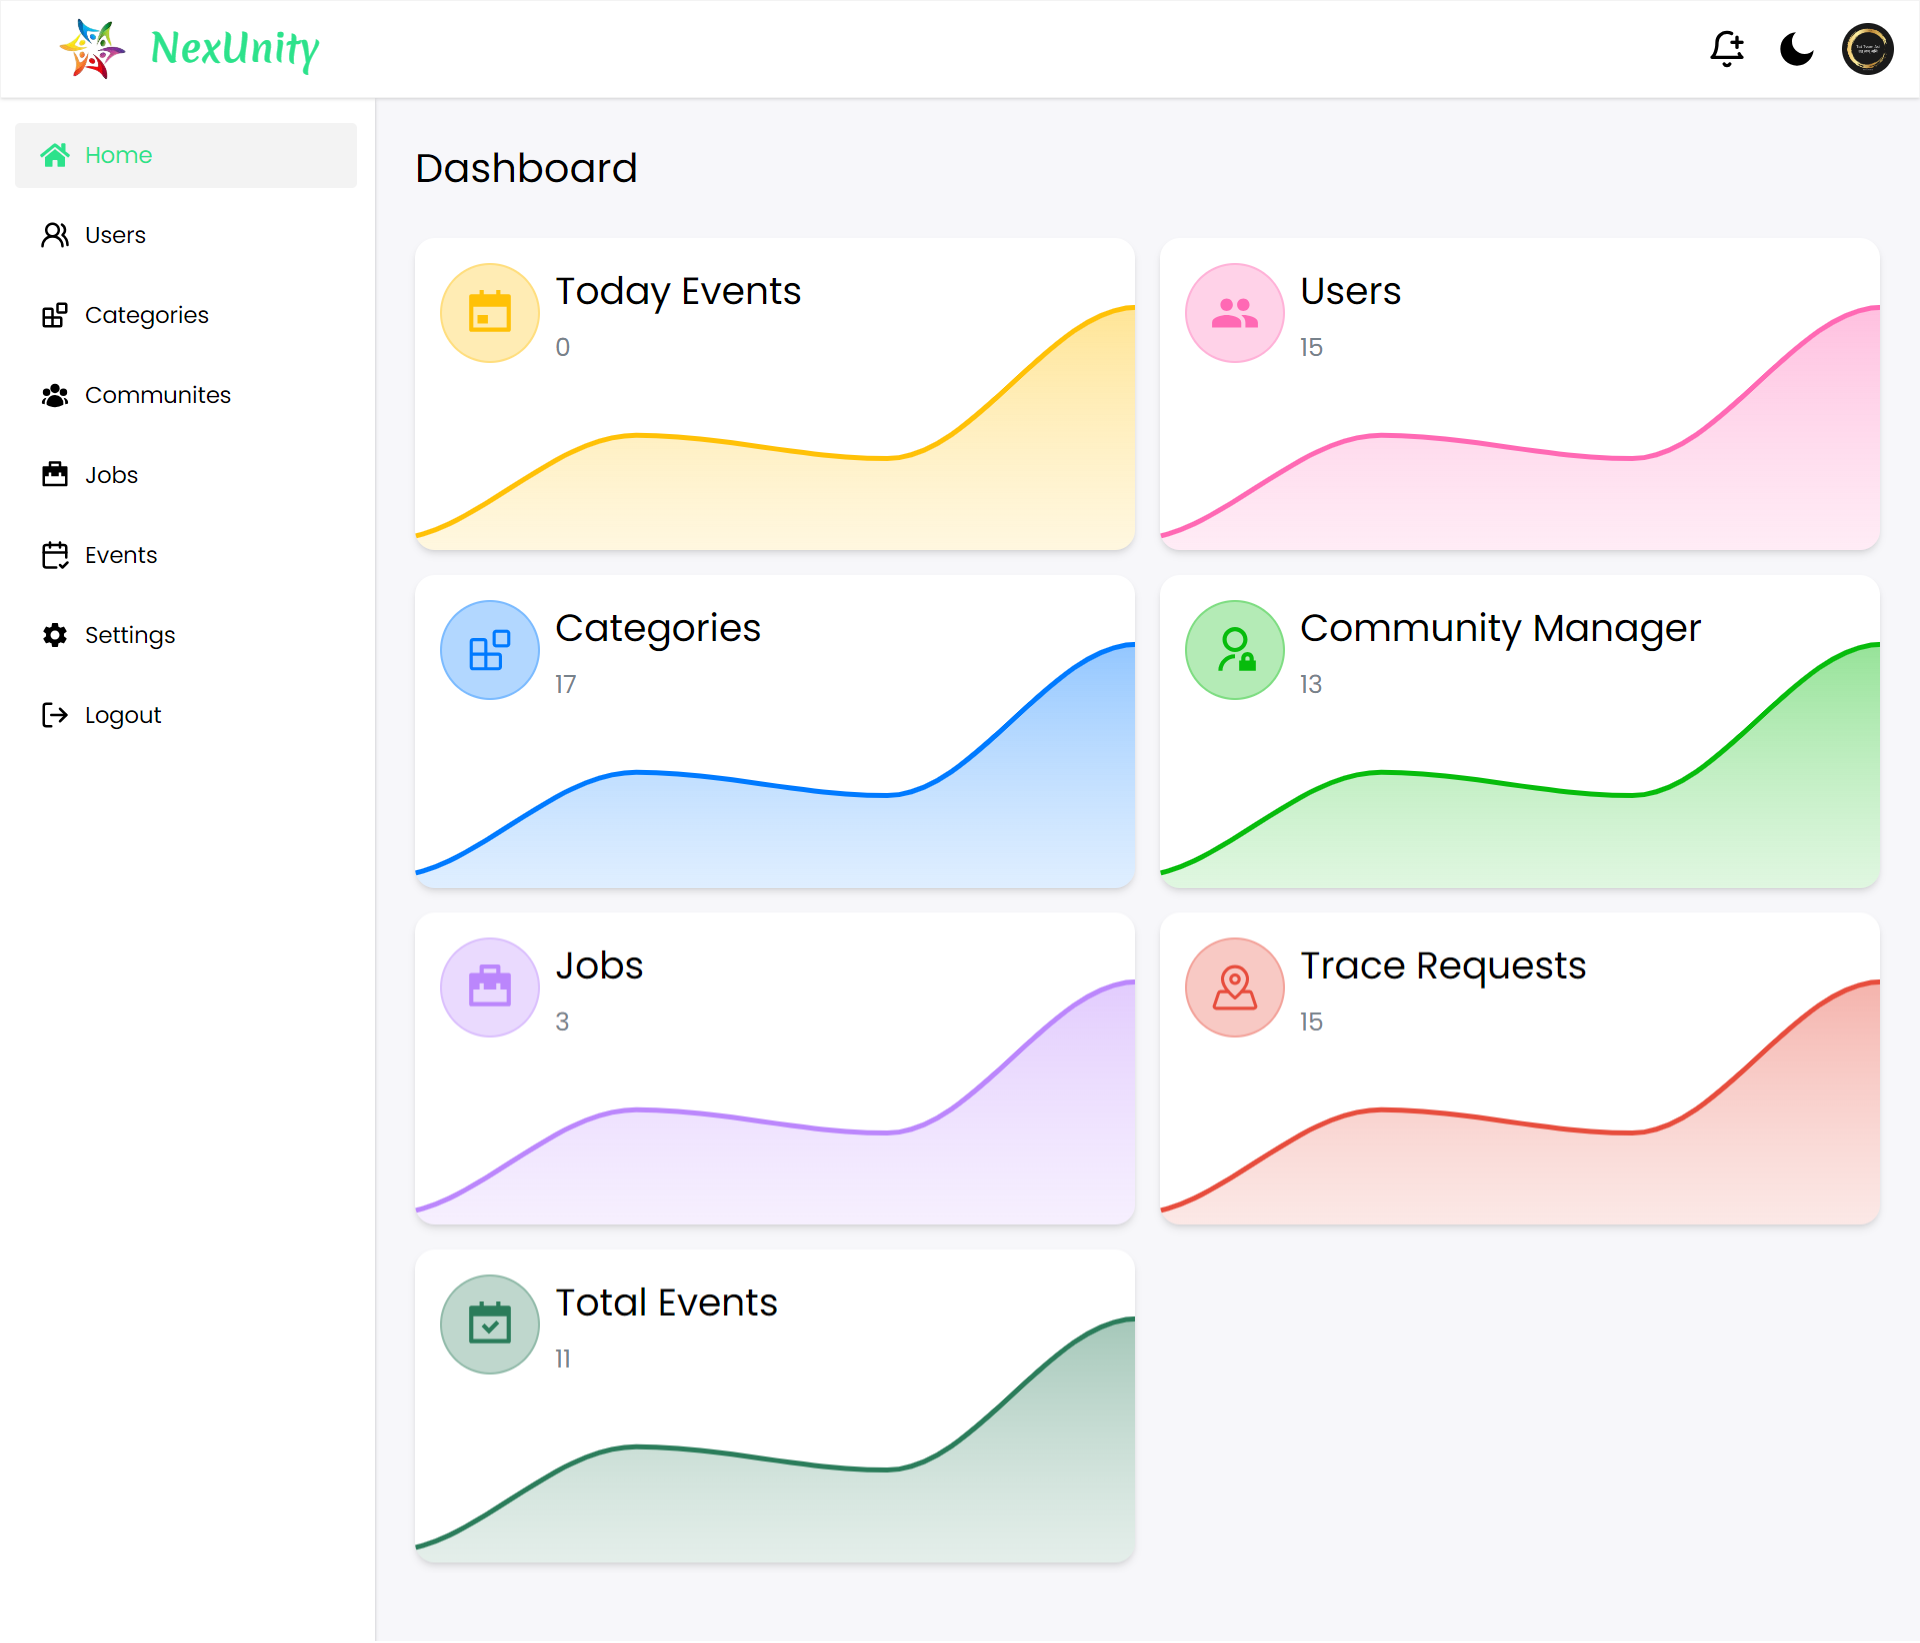 NexUnity
Home
Users
Categories
Communites
Jobs
Events
Settings
Logout
Dashboard
Today Events
0
Users
15
Categories
17
Community Manager
13
Jobs
3
Trace Requests
15
Total Events
11